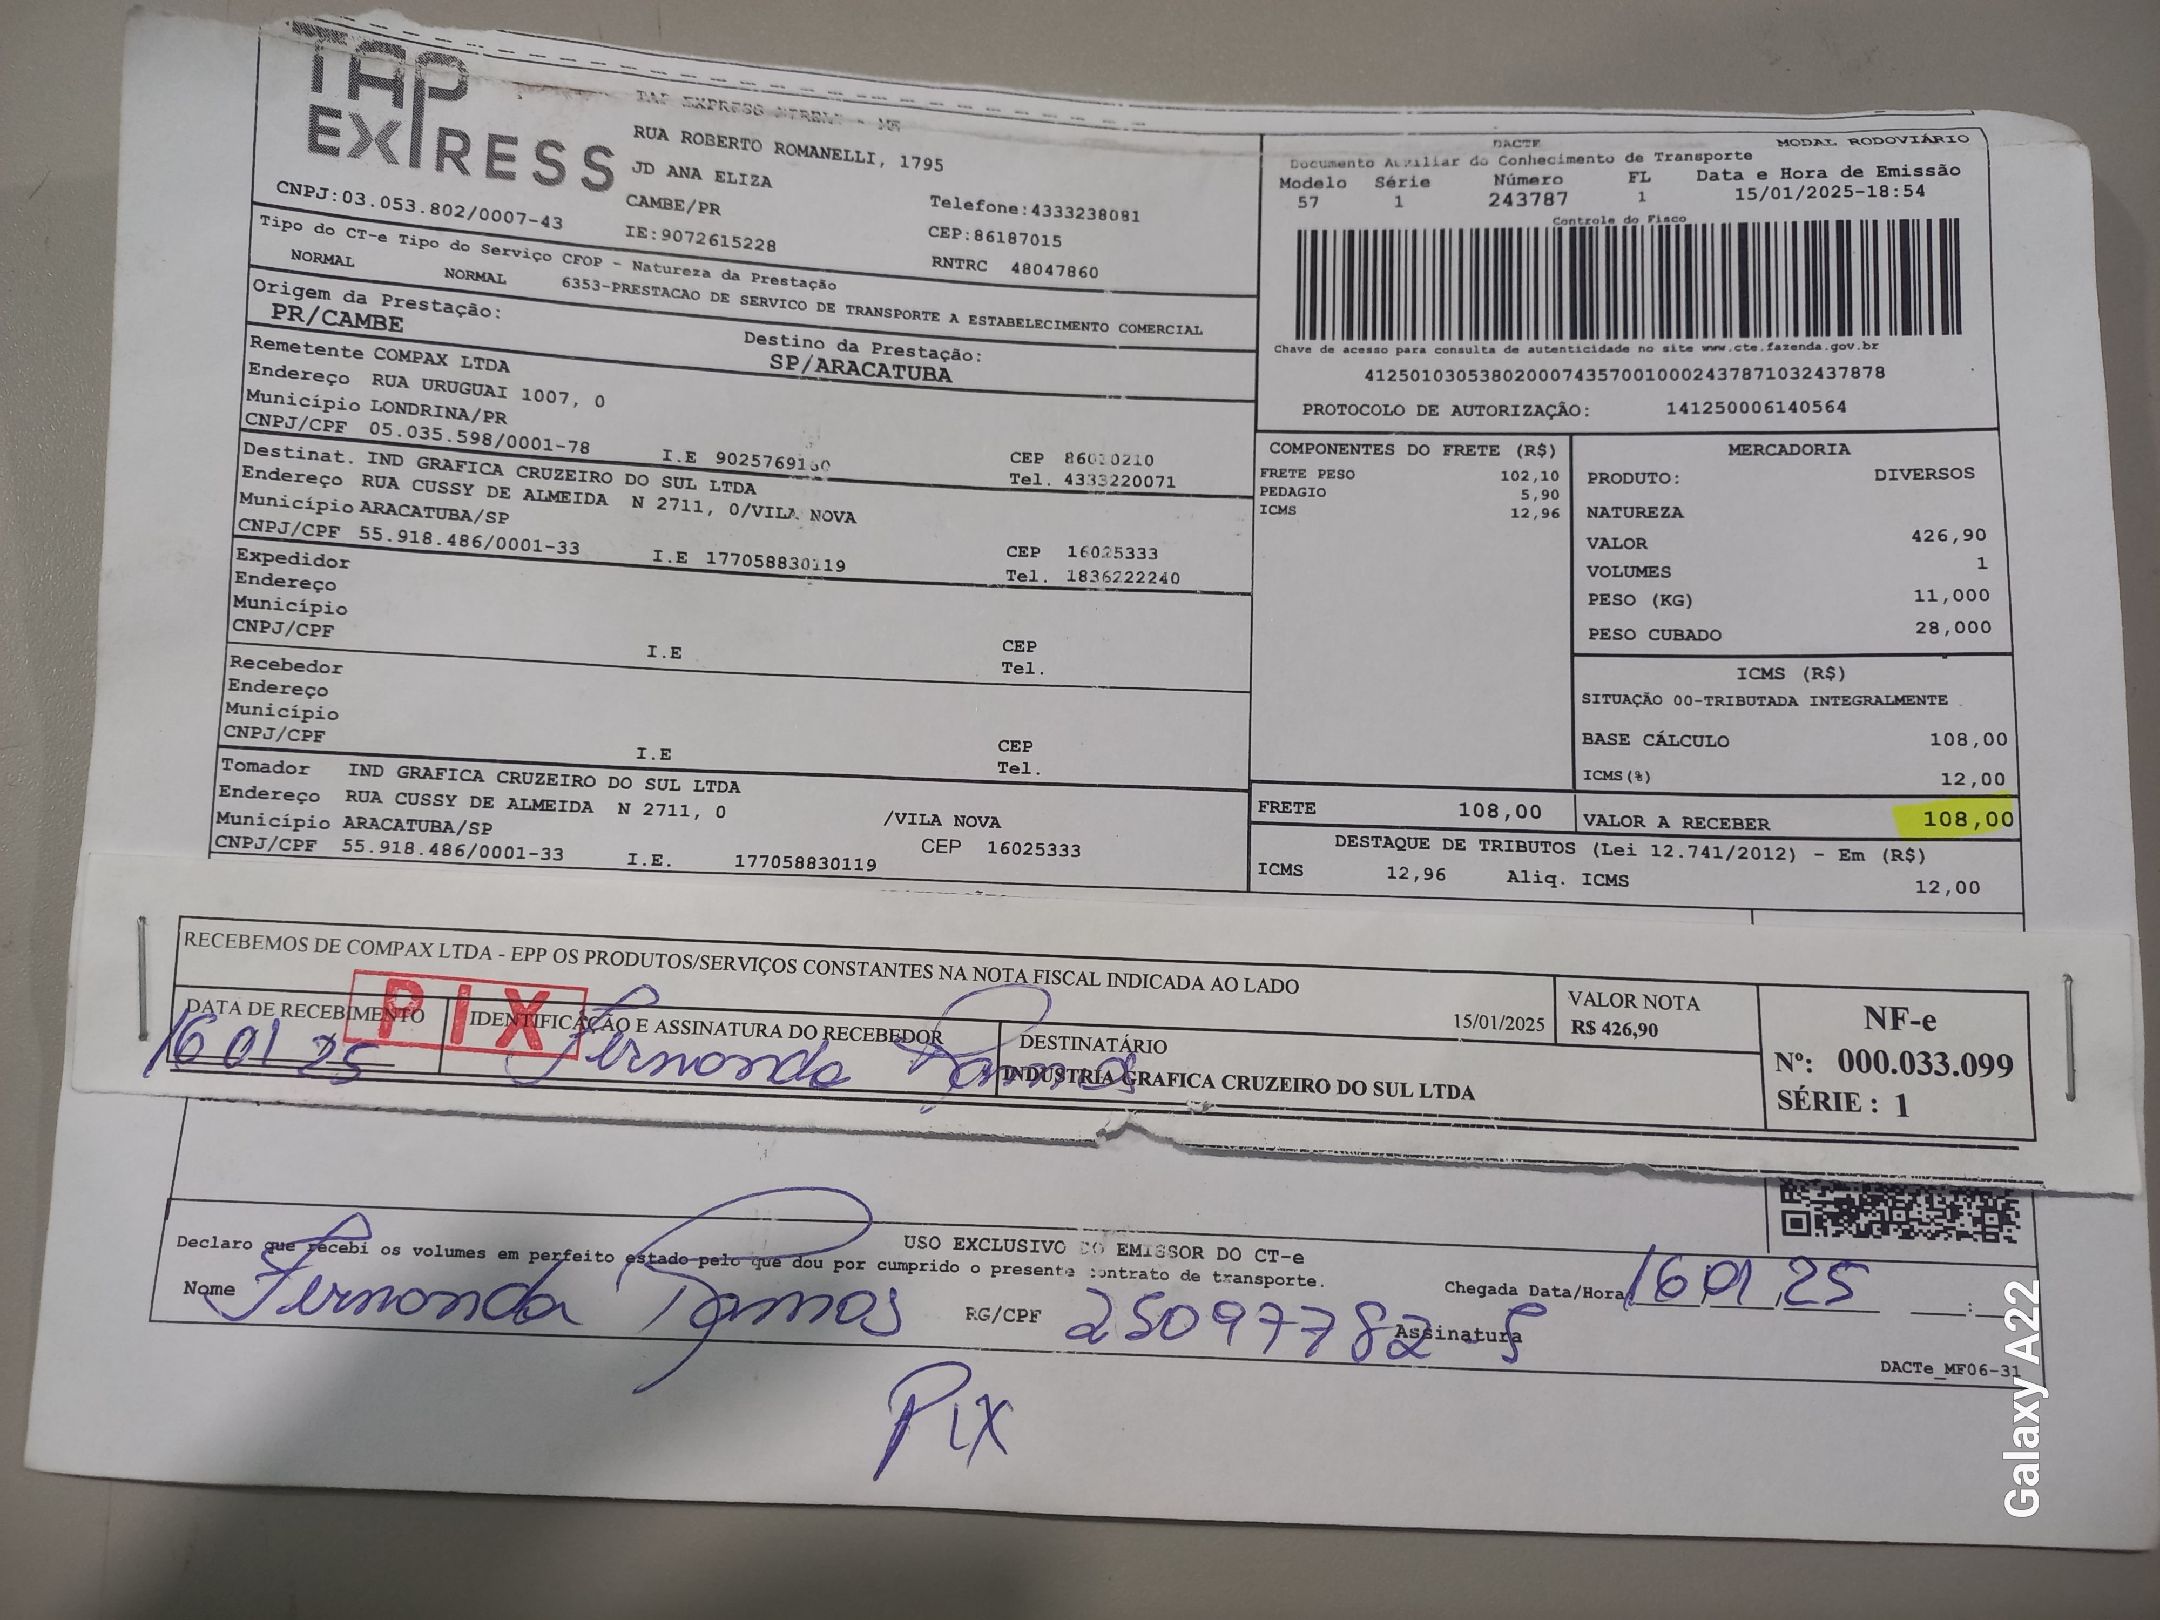 TAP
EXPRESS
CNPJ:03.053.802/0007-43
TAP EXPRESS
RUA ROBERTO ROMANELLI, 1795
JD ANA ELIZA
CAMBE/PR
IE:9072615228
Telefone:4333238081
CEP:86187015
RNTRC 48047860
Tipo do CT-e Tipo do Serviço CFOP - Natureza da Prestação
NORMAL NORMAL 6353-PRESTACAO DE SERVICO DE TRANSPORTE A ESTABELECIMENTO COMERCIAL
Origem da Prestação:
PR/CAMBE
Destino da Prestação:
SP/ARACATUBA
Remetente COMPAX LTDA
Endereço RUA URUGUAI 1007, 0
Município LONDRINA/PR
CNPJ/CPF 05.035.598/0001-78 I.E CEP 86010210
Tel. 4333220071
Destinat. IND GRAFICA CRUZEIRO DO SUL LTDA
Endereço RUA CUSSY DE ALMEIDA N 2711, 0/VILA NOVA
Município ARACATUBA/SP
CNPJ/CPF 55.918.486/0001-33 I.E 177058830119 CEP 16025333
Tel. 1836222240
Expedidor
Endereço
Município
CNPJ/CPF I.E CEP
Tel.
Recebedor
Endereço
Município
CNPJ/CPF I.E CEP
Tel.
Tomador IND GRAFICA CRUZEIRO DO SUL LTDA
Endereço RUA CUSSY DE ALMEIDA N 2711, 0 /VILA NOVA
Município ARACATUBA/SP CEP 16025333
CNPJ/CPF 55.918.486/0001-33 I.E. 177058830119
DACTE MODAL RODOVIÁRIO
Documento Auxiliar do Conhecimento de Transporte
Modelo Série Número FL Data e Hora de Emissão
57 1 243787 1 15/01/2025-18:54
Controle do Fisco
Chave de acesso para consulta de autenticidade no site www.cte.fazenda.gov.br
41250103053802000743570010002437871032437878
PROTOCOLO DE AUTORIZAÇÃO: 141250006140564
COMPONENTES DO FRETE (R$)
FRETE PESO 102,10
PEDAGIO 5,90
ICMS 12,96
MERCADORIA
PRODUTO: DIVERSOS
NATUREZA
VALOR 426,90
VOLUMES 1
PESO (KG) 11,000
PESO CUBADO 28,000
ICMS (R$)
SITUAÇÃO 00-TRIBUTADA INTEGRALMENTE
BASE CÁLCULO 108,00
ICMS(%) 12,00
FRETE 108,00 VALOR A RECEBER 108,00
DESTAQUE DE TRIBUTOS (Lei 12.741/2012) - Em (R$)
ICMS 12,96 Aliq. ICMS 12,00
RECEBEMOS DE COMPAX LTDA - EPP OS PRODUTOS/SERVIÇOS CONSTANTES NA NOTA FISCAL INDICADA AO LADO
15/01/2025
VALOR NOTA
R$ 426,90
DATA DE RECEBIMENTO
16 01 25
PIX
IDENTIFICAÇÃO E ASSINATURA DO RECEBEDOR
Fernanda Ramos
DESTINATÁRIO
INDUSTRIA GRAFICA CRUZEIRO DO SUL LTDA
NF-e
Nº: 000.033.099
SÉRIE : 1
USO EXCLUSIVO DO EMISSOR DO CT-e
Declaro que recebi os volumes em perfeito estado pelo que dou por cumprido o presente contrato de transporte.
Nome Fernanda Ramos RG/CPF 25097782-5 Assinatura
Chegada Data/Hora 16 01 25 :
DACTe_MF06-31
PIX
Galaxy A22